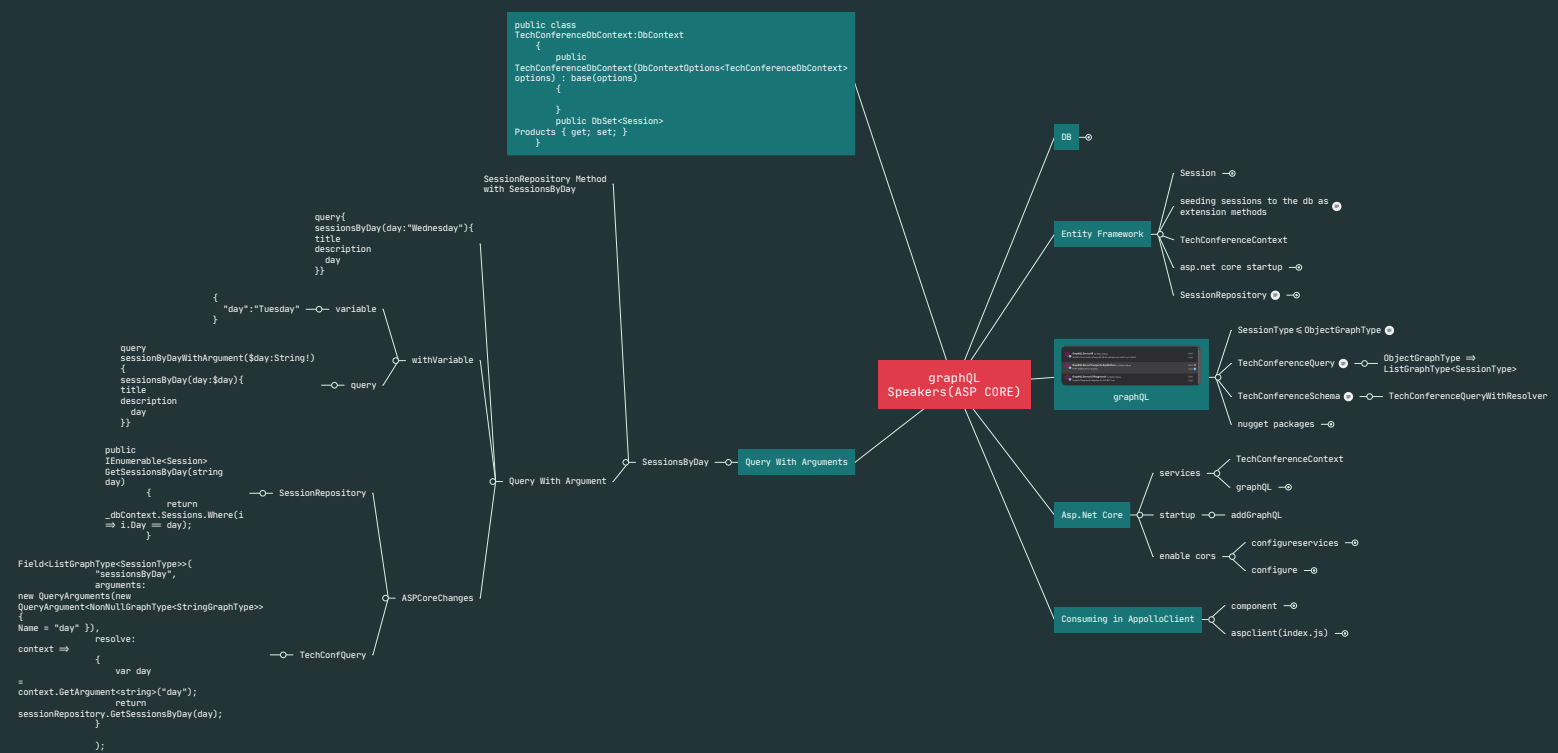 public class
TechConferenceDbContext:DbContext
{
public
TechConferenceDbContext(DbContextOptions<TechConferenceDbContext>
options) : base(options)
{
}
public DbSet<Session>
Products { get; set; }
}
SessionRepository Method
with SessionsByDay
query{
sessionsByDay(day:"Wednesday"){
title
description
day
}}
{
"day":"Tuesday"
}
variable
query
sessionByDayWithArgument($day:String!)
{
sessionsByDay(day:$day){
title
description
day
}}
query
withVariable
public
IEnumerable<Session>
GetSessionsByDay(string
day)
{
return
_dbContext.Sessions.Where(i
⇒ i.Day == day);
}
SessionRepository
Field<ListGraphType<SessionType>>(
"sessionsByDay",
arguments:
new QueryArguments(new
QueryArgument<NonNullGraphType<StringGraphType>>
{
Name = "day" }),
resolve:
context ⇒
{
var day
=
context.GetArgument<string>("day");
return
sessionRepository.GetSessionsByDay(day);
}
);
TechConfQuery
ASPCoreChanges
Query With Argument
SessionsByDay
Query With Arguments
graphQL
Speakers(ASP CORE)
DB
Entity Framework
Session
seeding sessions to the db as
extension methods
TechConferenceContext
asp.net core startup
SessionRepository
graphQL
SessionType ⩽ ObjectGraphType
TechConferenceQuery
ObjectGraphType ⇒
ListGraphType<SessionType>
TechConferenceSchema
TechConferenceQueryWithResolver
nugget packages
Asp.Net Core
services
TechConferenceContext
graphQL
startup
addGraphQL
enable cors
configureservices
configure
Consuming in AppolloClient
component
aspclient(index.js)